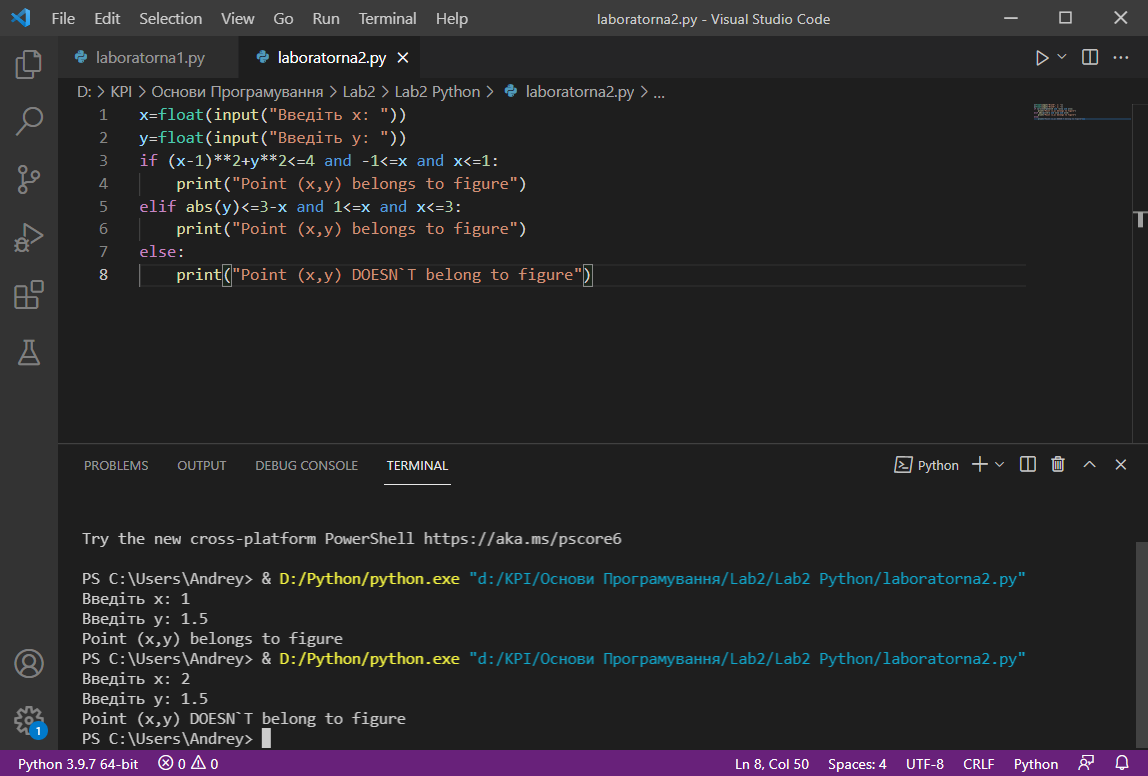 File Edit Selection View Go Run Terminal Help laboratorna2.py - Visual Studio Code
laboratorna1.py laboratorna2.py
D: > KPI > Основи Програмування > Lab2 > Lab2 Python > laboratorna2.py > ...
1 x=float(input("Введіть x: "))
2 y=float(input("Введіть y: "))
3 if (x-1)**2+y**2<=4 and -1<=x and x<=1:
4 print("Point (x,y) belongs to figure")
5 elif abs(y)<=3-x and 1<=x and x<=3:
6 print("Point (x,y) belongs to figure")
7 else:
8 print("Point (x,y) DOESN`T belong to figure")
PROBLEMS OUTPUT DEBUG CONSOLE TERMINAL Python
Try the new cross-platform PowerShell https://aka.ms/pscore6
PS C:\Users\Andrey> & D:/Python/python.exe "d:/KPI/Основи Програмування/Lab2/Lab2 Python/laboratorna2.py"
Введіть x: 1
Введіть y: 1.5
Point (x,y) belongs to figure
PS C:\Users\Andrey> & D:/Python/python.exe "d:/KPI/Основи Програмування/Lab2/Lab2 Python/laboratorna2.py"
Введіть x: 2
Введіть y: 1.5
Point (x,y) DOESN`T belong to figure
PS C:\Users\Andrey>
1
Python 3.9.7 64-bit 0 0 Ln 8, Col 50 Spaces: 4 UTF-8 CRLF Python